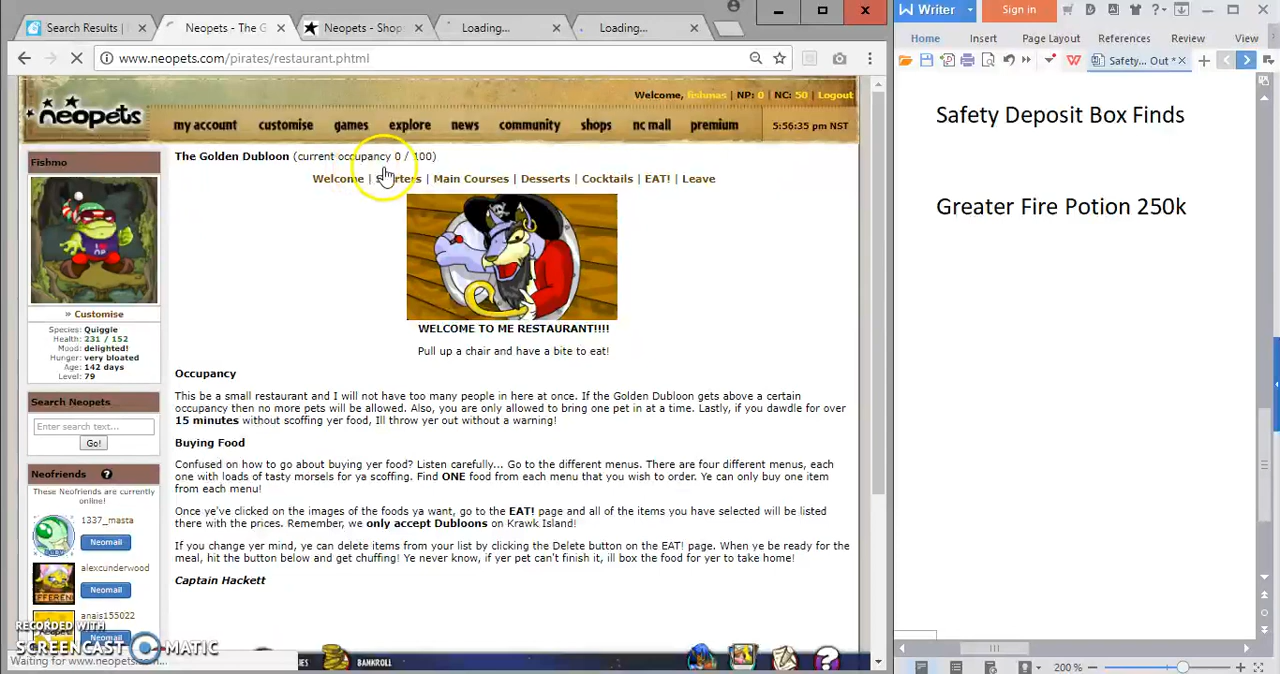 Search Results |
Neopets - The G
Neopets - Shop
Loading...
Loading...
www.neopets.com/pirates/restaurant.phtml
Welcome, fishmas | NP: 0 | NC: 50 | Logout
neopets
my account customise games explore news community shops nc mall premium 5:56:35 pm NST
Fishmo
» Customise
Species: Quiggle
Health: 231 / 152
Mood: delighted!
Hunger: very bloated
Age: 142 days
Level: 79
Search Neopets
Enter search text...
Go!
Neofriends ?
These Neofriends are currently
online!
1337_masta
Neomail
alexcunderwood
Neomail
anais155022
Neomail
The Golden Dubloon (current occupancy 0 / 100)
Welcome | Starters | Main Courses | Desserts | Cocktails | EAT! | Leave
WELCOME TO ME RESTAURANT!!!!
Pull up a chair and have a bite to eat!
Occupancy
This be a small restaurant and I will not have too many people in here at once. If the Golden Dubloon gets above a certain
occupancy then no more pets will be allowed. Also, you are only allowed to bring one pet in at a time. Lastly, if you dawdle for over
15 minutes without scoffing yer food, Ill throw yer out without a warning!
Buying Food
Confused on how to go about buying yer food? Listen carefully... Go to the different menus. There are four different menus, each
one with loads of tasty morsels for ya scoffing. Find ONE food from each menu that you wish to order. Ye can only buy one item
from each menu!
Once ye've clicked on the images of the foods ya want, go to the EAT! page and all of the items you have selected will be listed
there with the prices. Remember, we only accept Dubloons on Krawk Island!
If you change yer mind, ye can delete items from your list by clicking the Delete button on the EAT! page. When ye be ready for the
meal, hit the button below and get chuffing! Ye never know, if yer pet can't finish it, ill box the food for yer to take home!
Captain Hackett
BANKROLL
RECORDED WITH
SCREENCAST MATIC
Waiting for www.neopets.com...
Writer
Sign in
Home Insert Page Layout References Review View
Safety... Out *
Safety Deposit Box Finds
Greater Fire Potion 250k
200 %